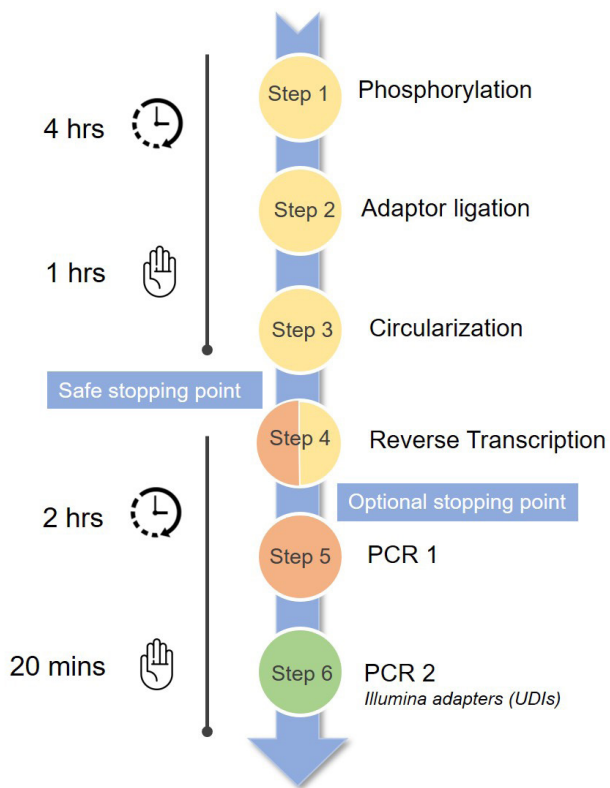 Step 1
Phosphorylation
4 hrs
Step 2
Adaptor ligation
1 hrs
Step 3
Circularization
Safe stopping point
Step 4
Reverse Transcription
Optional stopping point
2 hrs
Step 5
PCR 1
20 mins
Step 6
PCR 2
Illumina adapters (UDIs)